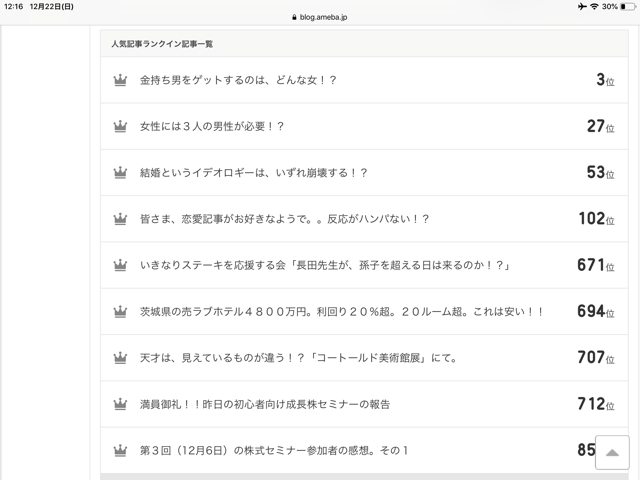 12:16 12月22日(日)
30%
blog.ameba.jp
人気記事ランクイン記事一覧
金持ち男をゲットするのは、どんな女！？
3位
女性には３人の男性が必要！？
27位
結婚というイデオロギーは、いずれ崩壊する！？
53位
皆さま、恋愛記事がお好きなようで。。反応がハンパない！？
102位
いきなりステーキを応援する会「長田先生が、孫子を超える日は来るのか！？」
671位
茨城県の売ラブホテル４８００万円。利回り２０％超。２０ルーム超。これは安い！！
694位
天才は、見えているものが違う！？「コートールド美術館展」にて。
707位
満員御礼！！昨日の初心者向け成長株セミナーの報告
712位
第３回（12月6日）の株式セミナー参加者の感想。その１